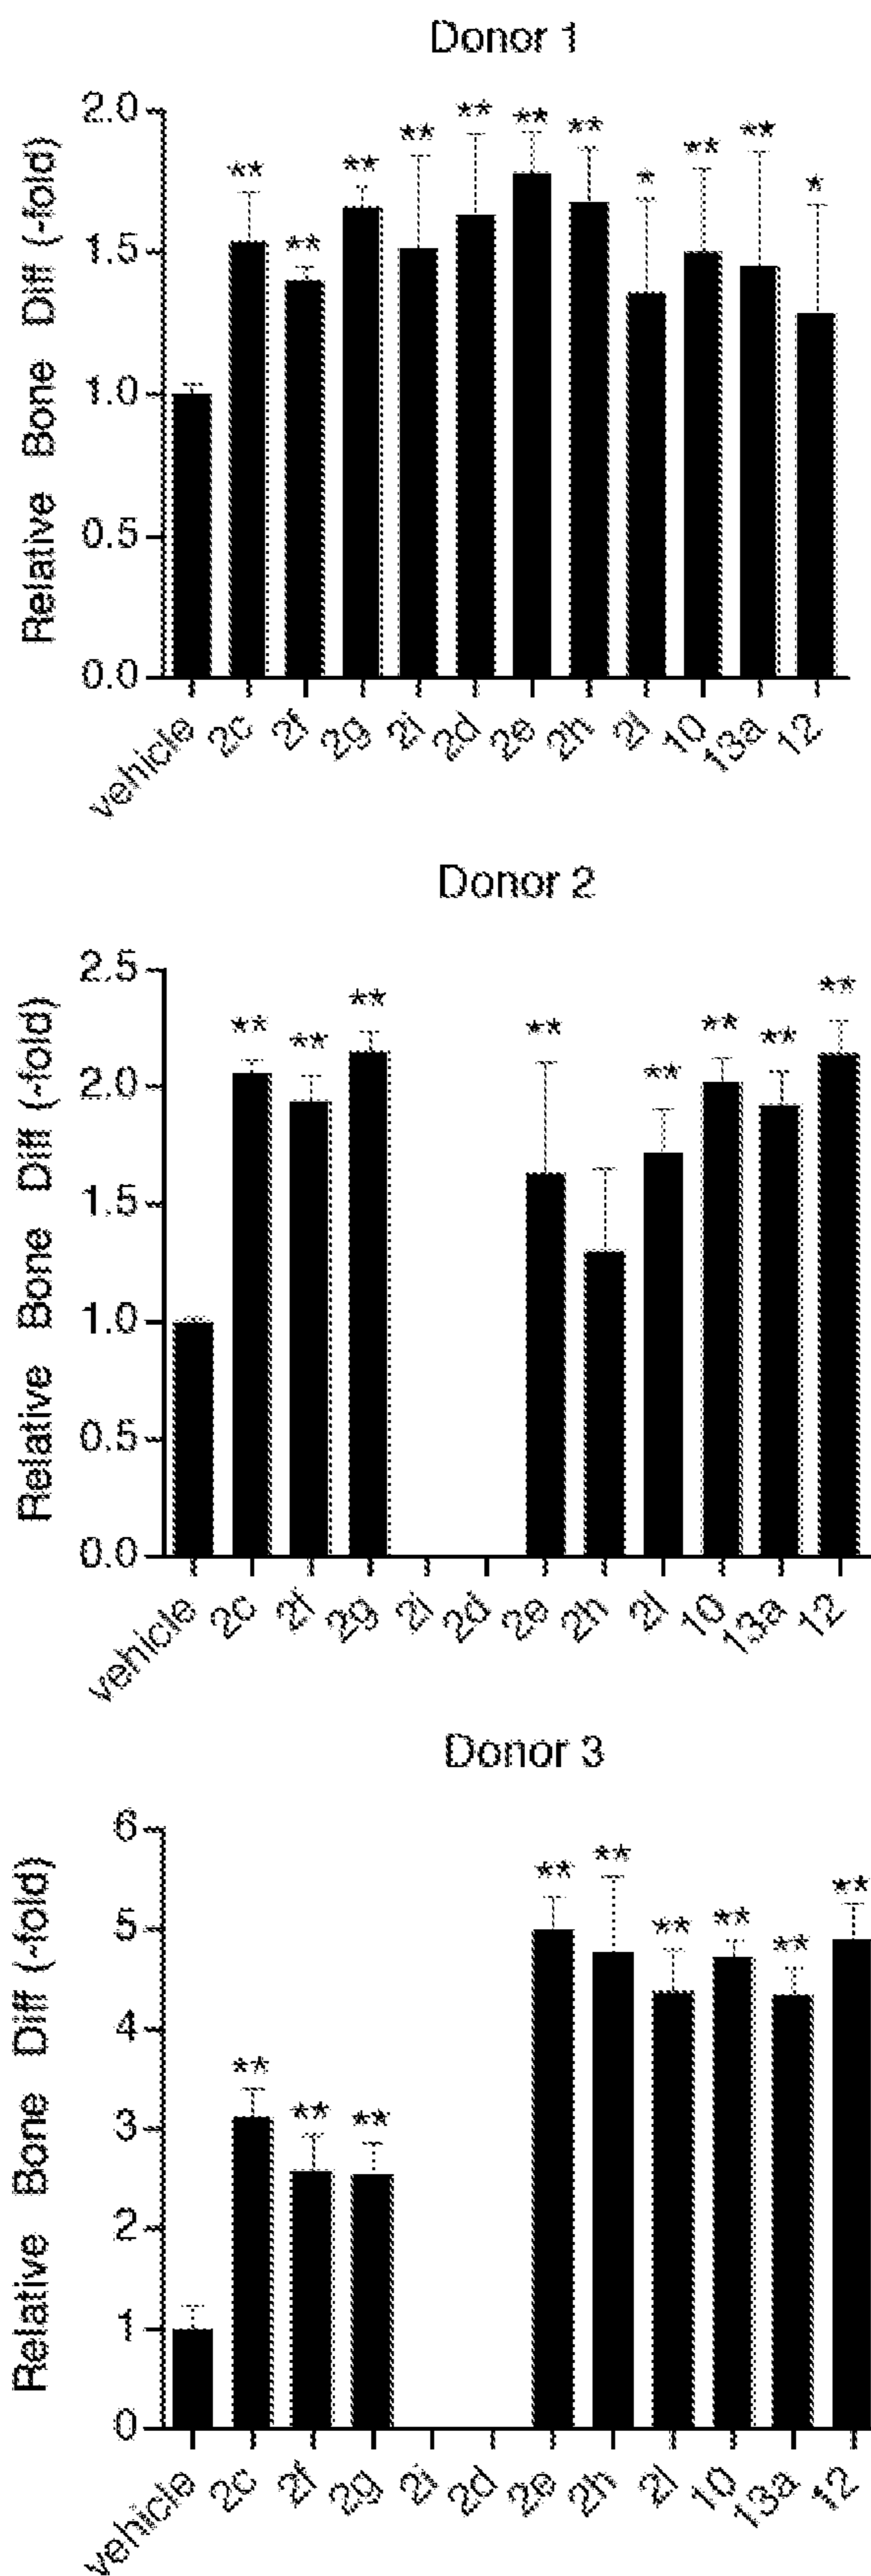 Donor 1
Relative Bone Diff (-fold)
2.0
1.5
1.0
0.5
0.0
** ** ** ** ** ** ** * ** ** *
vehicle 2c 2f 2g 2i 2d 2e 2h 2l 10 13a 12
Donor 2
Relative Bone Diff (-fold)
2.5
2.0
1.5
1.0
0.5
0.0
** ** ** ** ** ** ** **
vehicle 2c 2f 2g 2i 2d 2e 2h 2l 10 13a 12
Donor 3
Relative Bone Diff (-fold)
6
5
4
3
2
1
0
** ** ** ** ** ** ** ** **
vehicle 2c 2f 2g 2i 2d 2e 2h 2l 10 13a 12